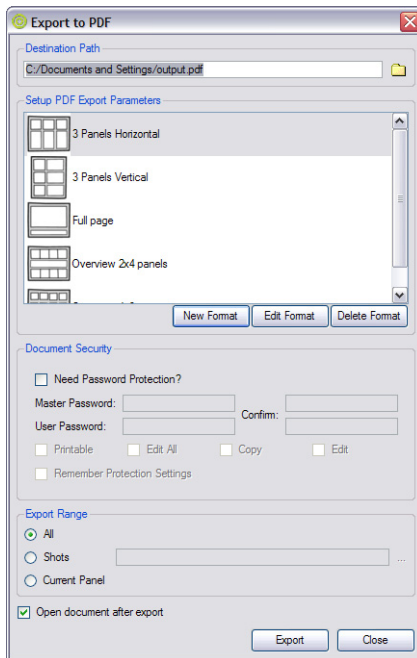 Export to PDF
Destination Path
C:/Documents and Settings/output.pdf
Setup PDF Export Parameters
3 Panels Horizontal
3 Panels Vertical
Full page
Overview 2x4 panels
New Format Edit Format Delete Format
Document Security
Need Password Protection?
Master Password:
Confirm:
User Password:
Printable Edit All Copy Edit
Remember Protection Settings
Export Range
All
Shots ...
Current Panel
Open document after export
Export Close